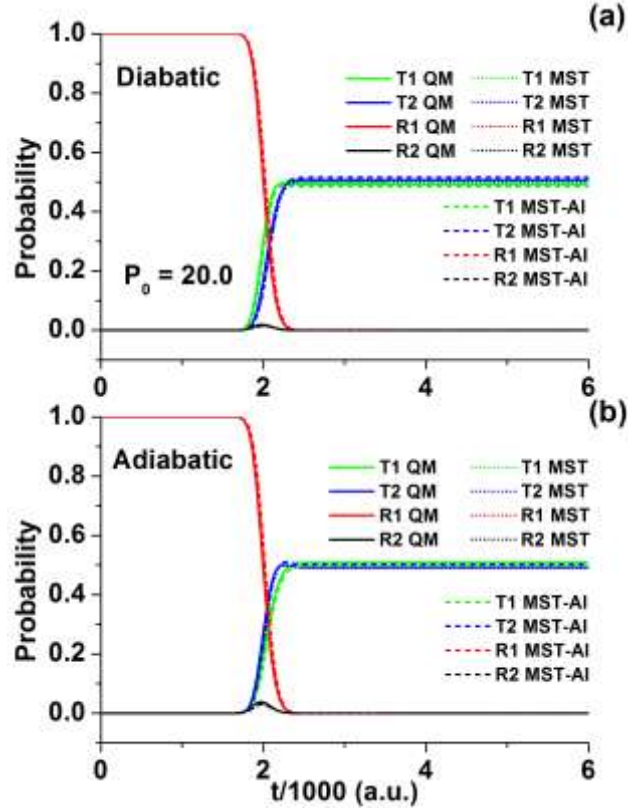 (a)
1.0
Diabatic
T1 QM T1 MST
T2 QM T2 MST
R1 QM R1 MST
R2 QM R2 MST
0.8
0.6
0.4
T1 MST-AI
T2 MST-AI
R1 MST-AI
R2 MST-AI
Probability
P0 = 20.0
0.2
0.0
0 2 4 6
(b)
1.0
Adiabatic
T1 QM T1 MST
T2 QM T2 MST
R1 QM R1 MST
R2 QM R2 MST
0.8
0.6
0.4
T1 MST-AI
T2 MST-AI
R1 MST-AI
R2 MST-AI
Probability
0.2
0.0
0 2 4 6
t/1000 (a.u.)